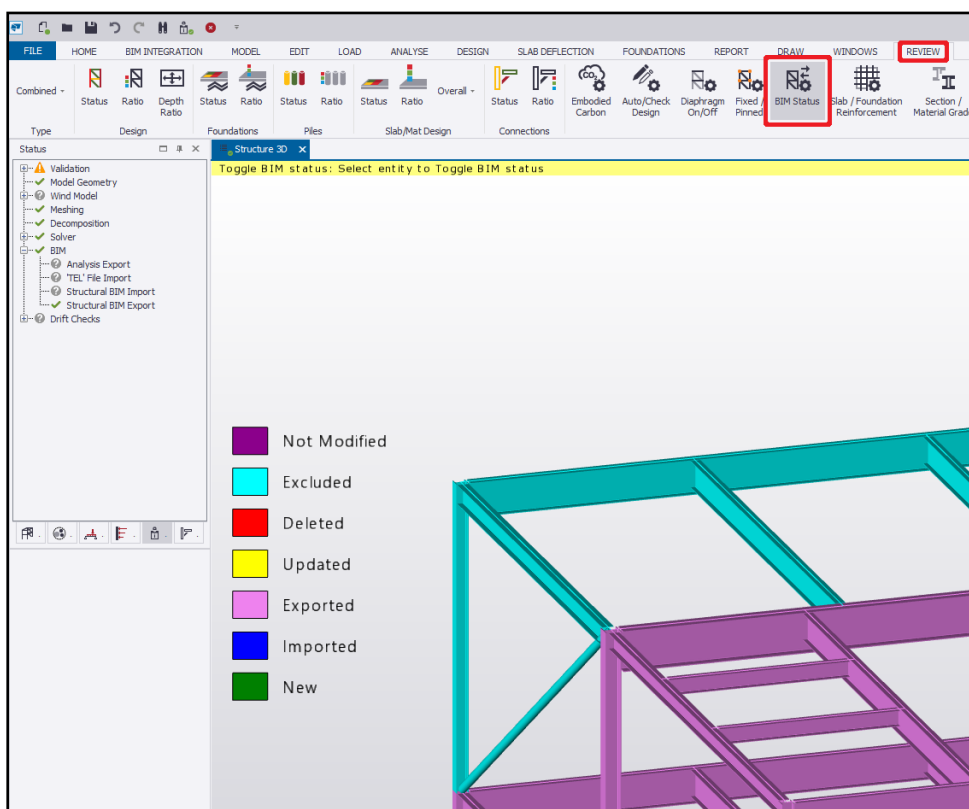 FILE HOME BIM INTEGRATION MODEL EDIT LOAD ANALYSE DESIGN SLAB DEFLECTION FOUNDATIONS REPORT DRAW WINDOWS REVIEW
Combined
Status Ratio Depth Ratio
Status Ratio
Status Ratio
Status Ratio
Overall
Status Ratio
Embodied Carbon
Auto/Check Design
Diaphragm On/Off
Fixed / Pinned
BIM Status
Slab / Foundation Reinforcement
Section / Material Grade
Type Design Foundations Piles Slab/Mat Design Connections
Status
Structure 3D
Toggle BIM status: Select entity to Toggle BIM status
Validation
Model Geometry
Wind Model
Meshing
Decomposition
Solver
BIM
Analysis Export
'TEL' File Import
Structural BIM Import
Structural BIM Export
Drift Checks
Not Modified
Excluded
Deleted
Updated
Exported
Imported
New